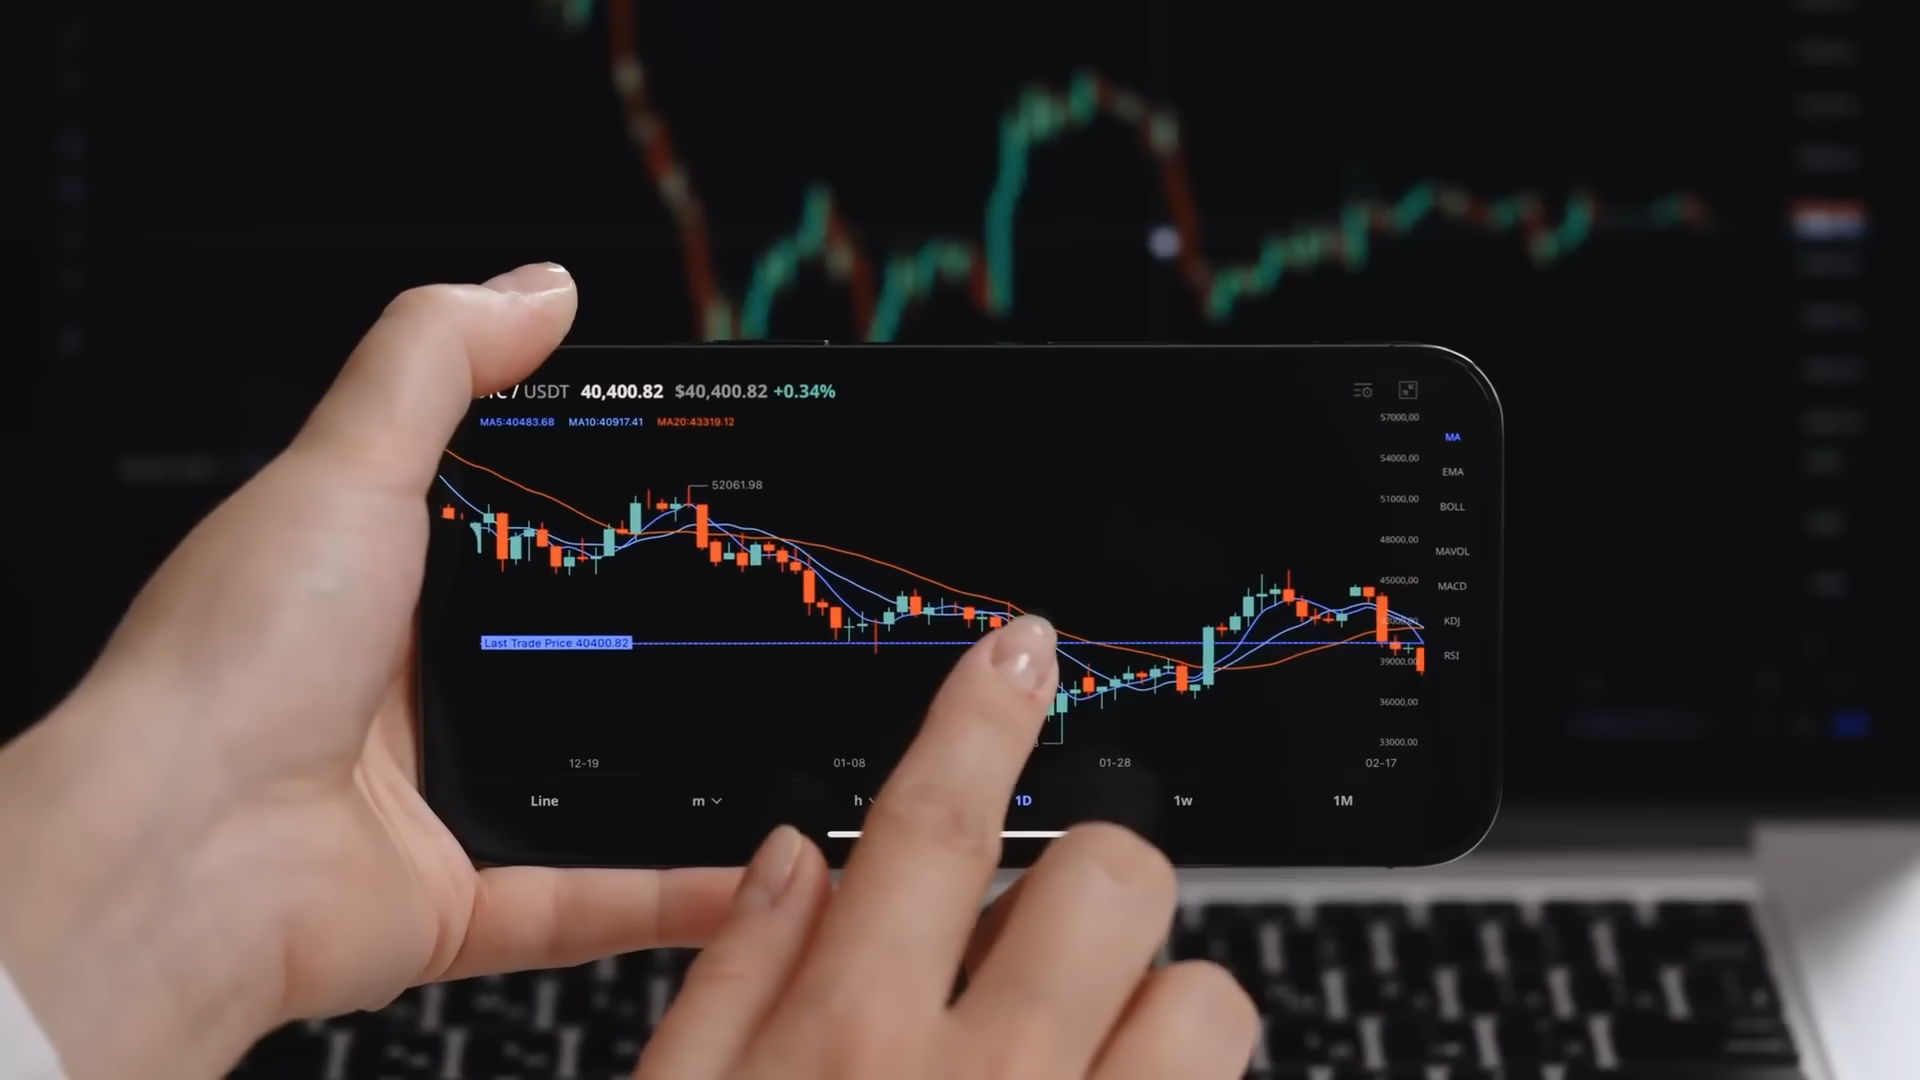 / USDT 40,400.82 $40,400.82 +0.34%
MA5:40483.68 MA10:40917.41 MA20:43319.12
57000,00
MA
54000,00
EMA
52061.98
51000,00
BOLL
48000,00
MAVOL
45000,00
MACD
KDJ
Last Trade Price 40400.82
39000,00
RSI
36000,00
33000,00
12-19 01-08 01-28 02-17
Line m h 1D 1w 1M